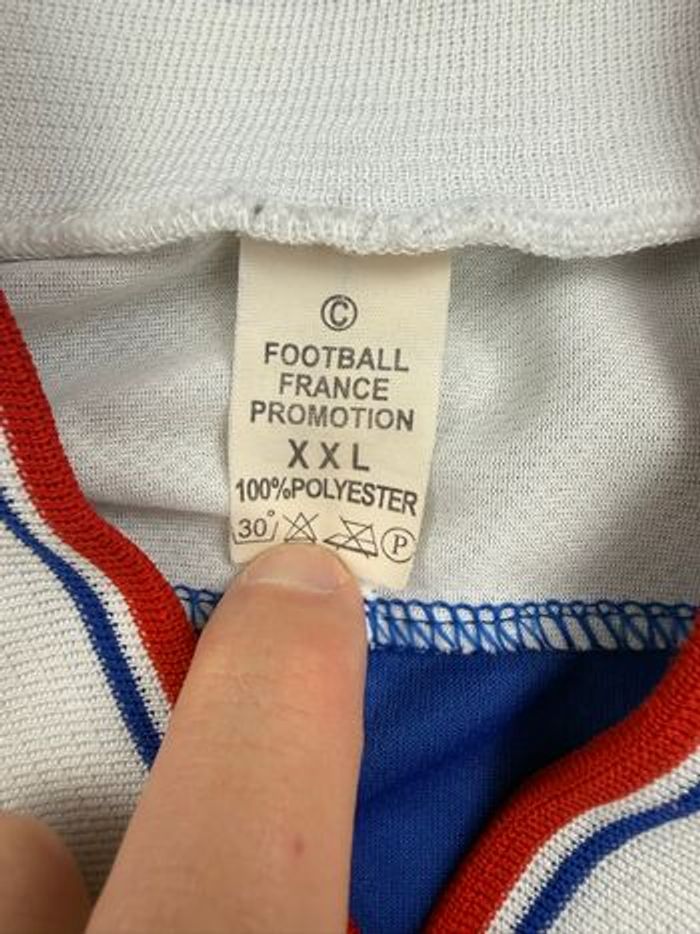 ©
FOOTBALL
FRANCE
PROMOTION
XXL
100%POLYESTER
30° P